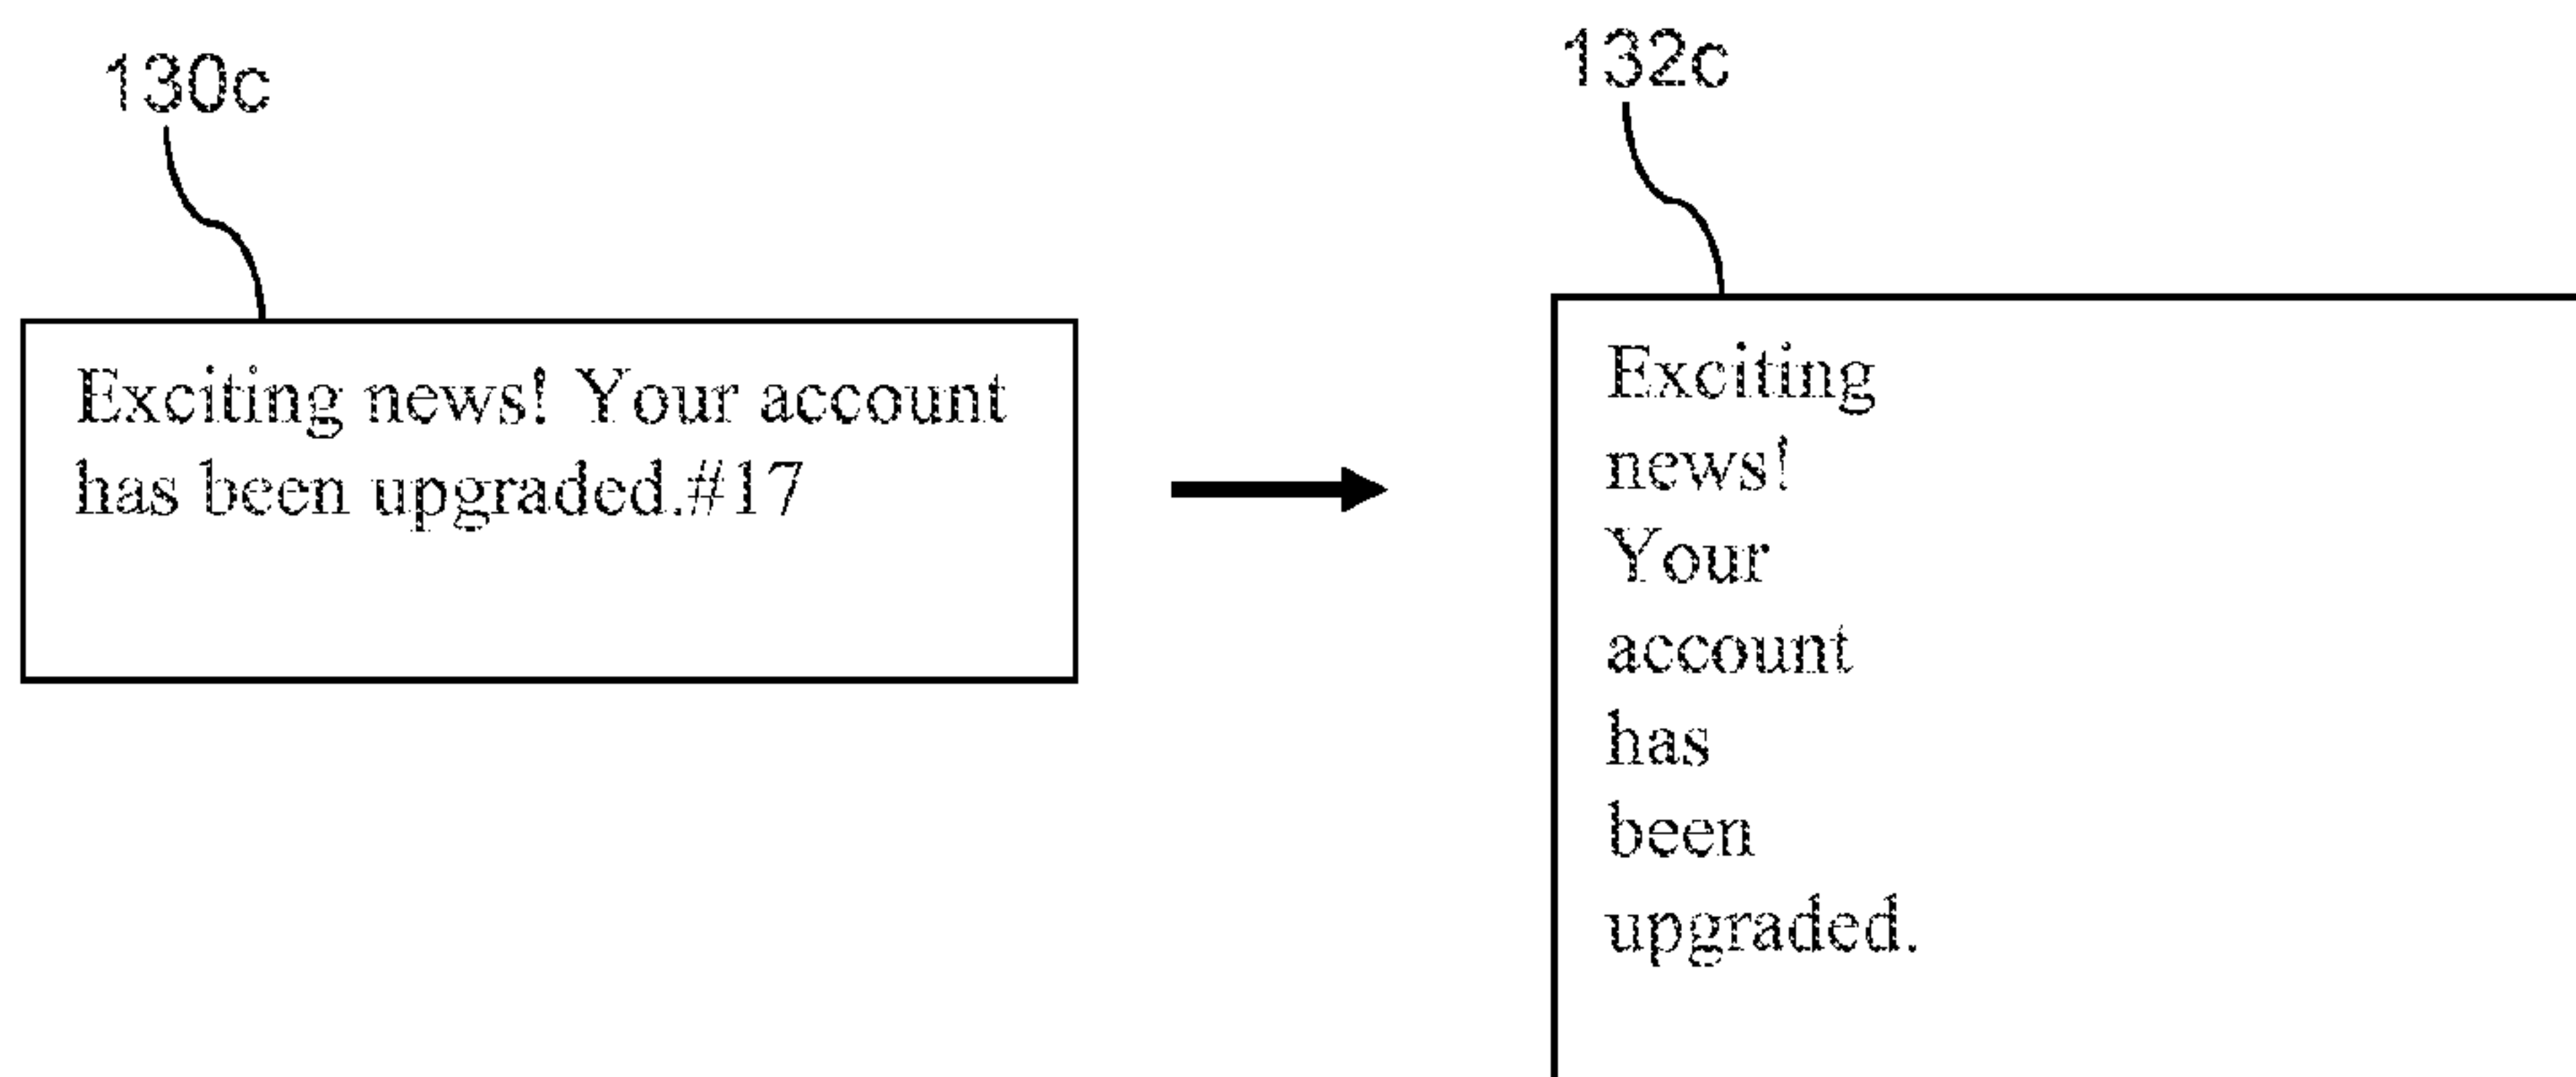 130c
Exciting news! Your account
has been upgraded.#17
132c
Exciting
news!
Your
account
has
been
upgraded.